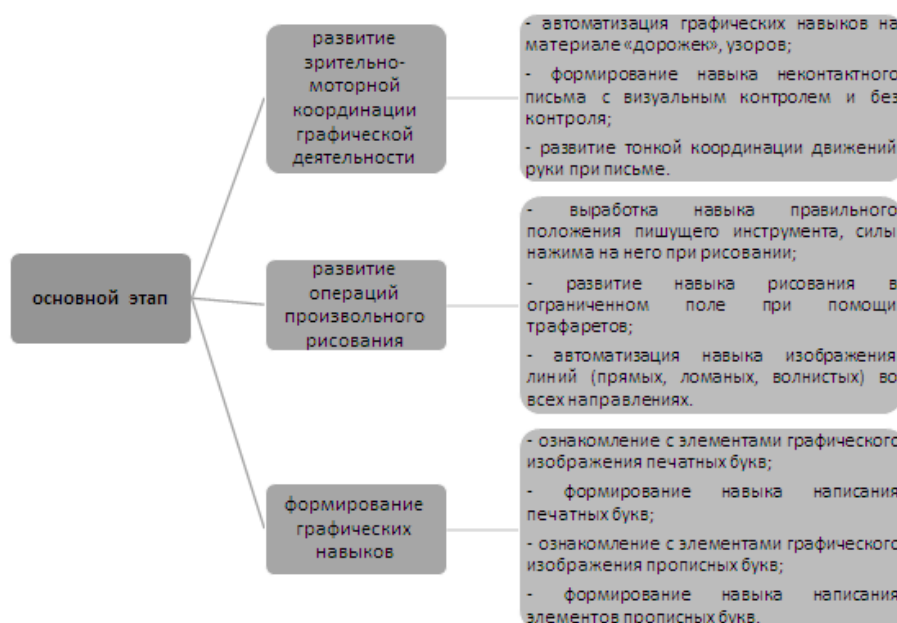 основной этап
развитие
зрительно-
моторной
координации
графической
деятельности
- автоматизация графических навыков на
материале «дорожек», узоров;
- формирование навыка неконтактного
письма с визуальным контролем и без
контроля;
- развитие тонкой координации движений
руки при письме.
развитие
операций
произвольного
рисования
- выработка навыка правильного
положения пишущего инструмента, силы
нажима на него при рисовании;
- развитие навыка рисования в
ограниченном поле при помощи
трафаретов;
- автоматизация навыка изображения
линий (прямых, ломаных, волнистых) во
всех направлениях.
формирование
графических
навыков
- ознакомление с элементами графического
изображения печатных букв;
- формирование навыка написания
печатных букв;
- ознакомление с элементами графического
изображения прописных букв;
- формирование навыка написания
элементов прописных букв.